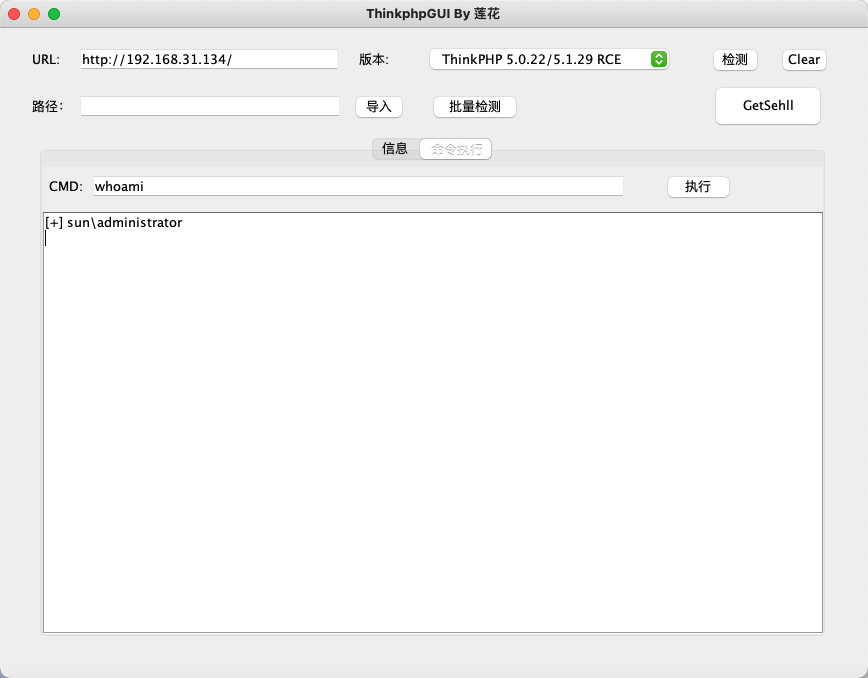 ThinkphpGUI By 莲花
URL: http://192.168.31.134/ 版本: ThinkPHP 5.0.22/5.1.29 RCE 检测 Clear
路径: 导入 批量检测 GetSehll
信息 命令执行
CMD: whoami 执行
[+] sun\administrator